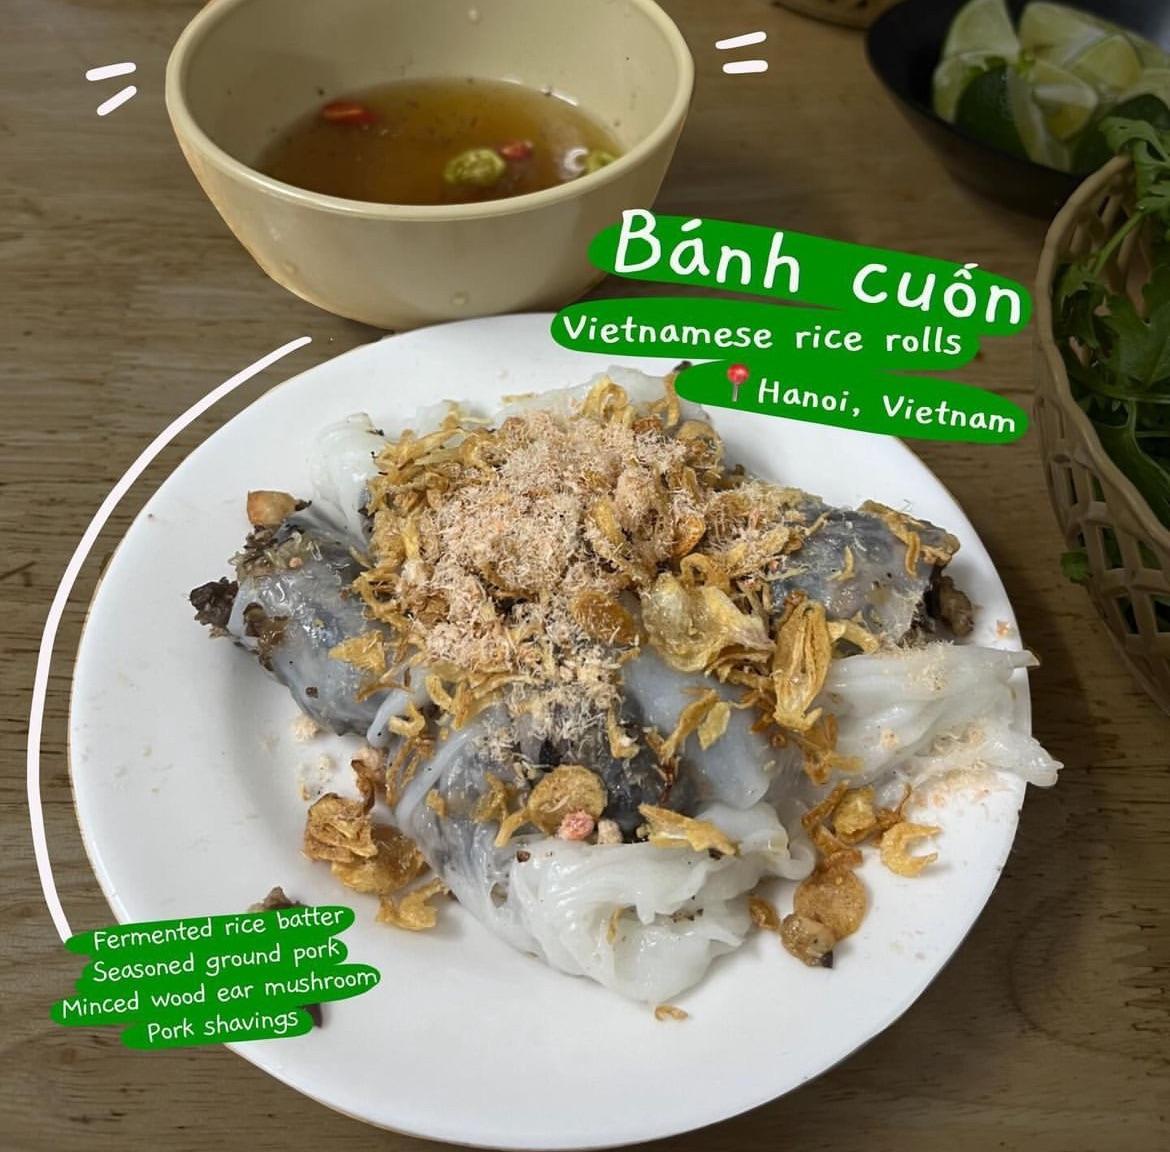 Bánh cuốn
Vietnamese rice rolls
Hanoi, Vietnam
Fermented rice batter
Seasoned ground pork
Minced wood ear mushroom
Pork shavings